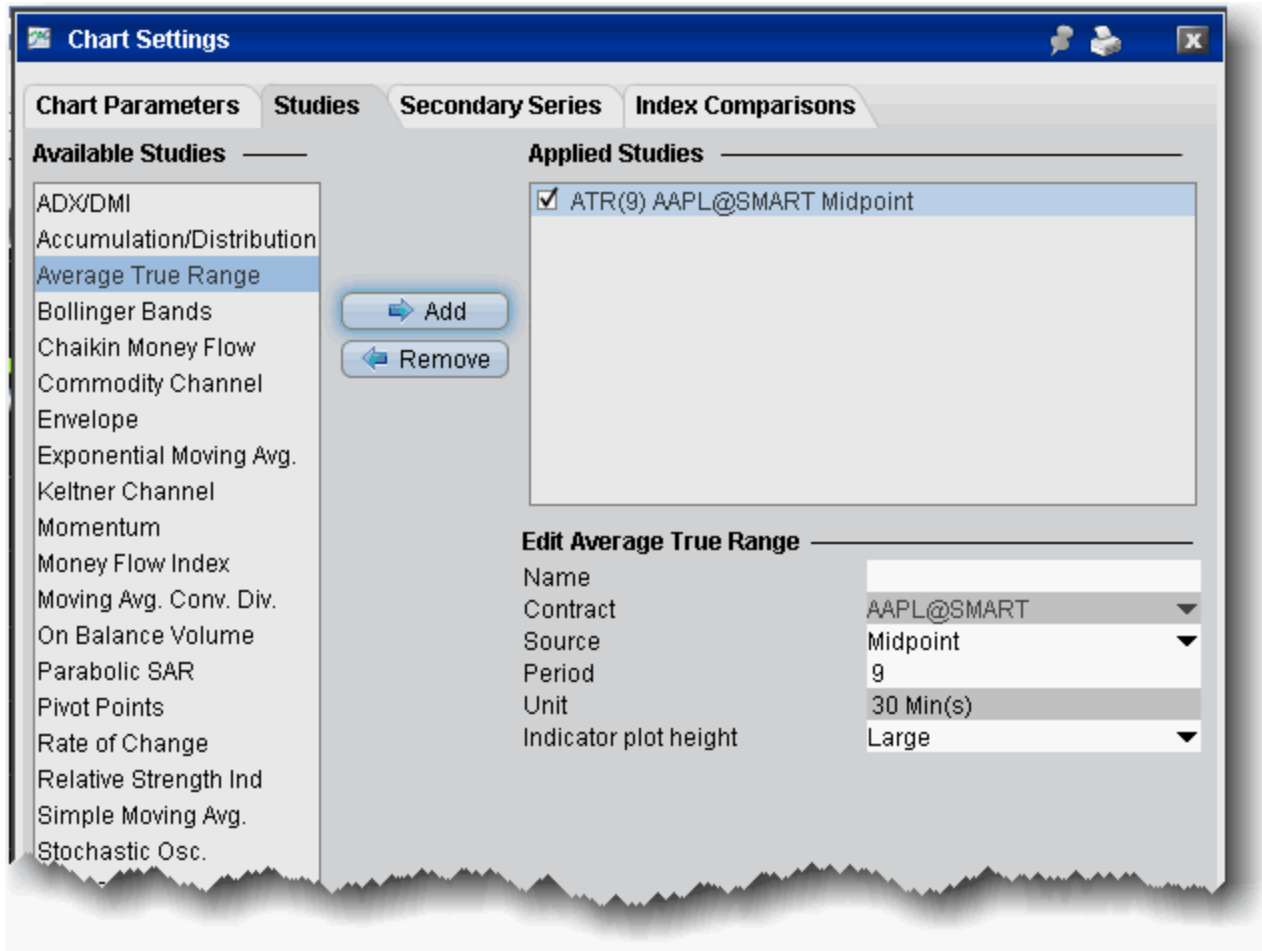 Chart Settings
Chart Parameters
Studies
Secondary Series
Index Comparisons
Available Studies
ADX/DMI
Accumulation/Distribution
Average True Range
Bollinger Bands
Chaikin Money Flow
Commodity Channel
Envelope
Exponential Moving Avg.
Keltner Channel
Momentum
Money Flow Index
Moving Avg. Conv. Div.
On Balance Volume
Parabolic SAR
Pivot Points
Rate of Change
Relative Strength Ind
Simple Moving Avg.
Stochastic Osc.
Add
Remove
Applied Studies
ATR(9) AAPL@SMART Midpoint
Edit Average True Range
Name
Contract AAPL@SMART
Source Midpoint
Period 9
Unit 30 Min(s)
Indicator plot height Large